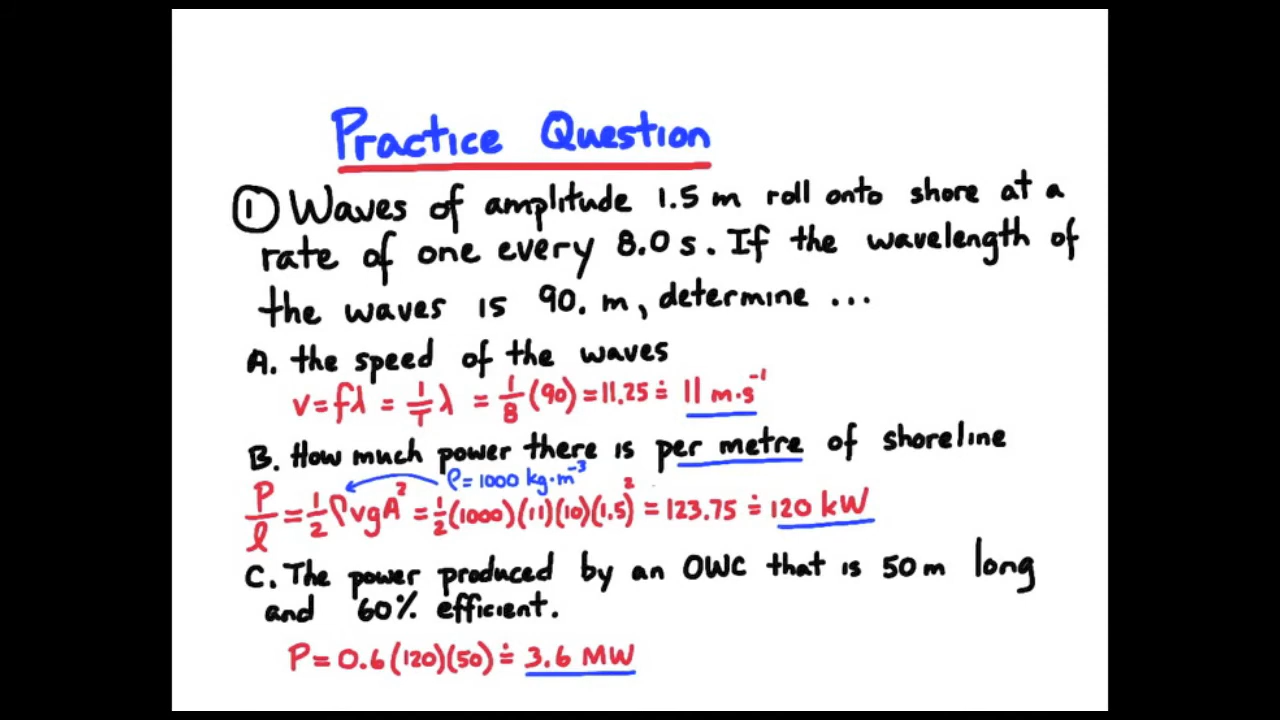 Practice Question
① Waves of amplitude 1.5 m roll onto shore at a
rate of one every 8.0 s. If the wavelength of
the waves is 90. m, determine ...
A. the speed of the waves
v = fλ = 1/T λ = 1/8 (90) = 11.25 ≐ 11 m·s⁻¹
B. How much power there is per metre of shoreline
ρ = 1000 kg·m⁻³
P/l = 1/2 ρvgA² = 1/2 (1000)(11)(10)(1.5)² = 123.75 ≐ 120 kW
C. The power produced by an OWC that is 50 m long
and 60% efficient.
P = 0.6 (120)(50) ≐ 3.6 MW